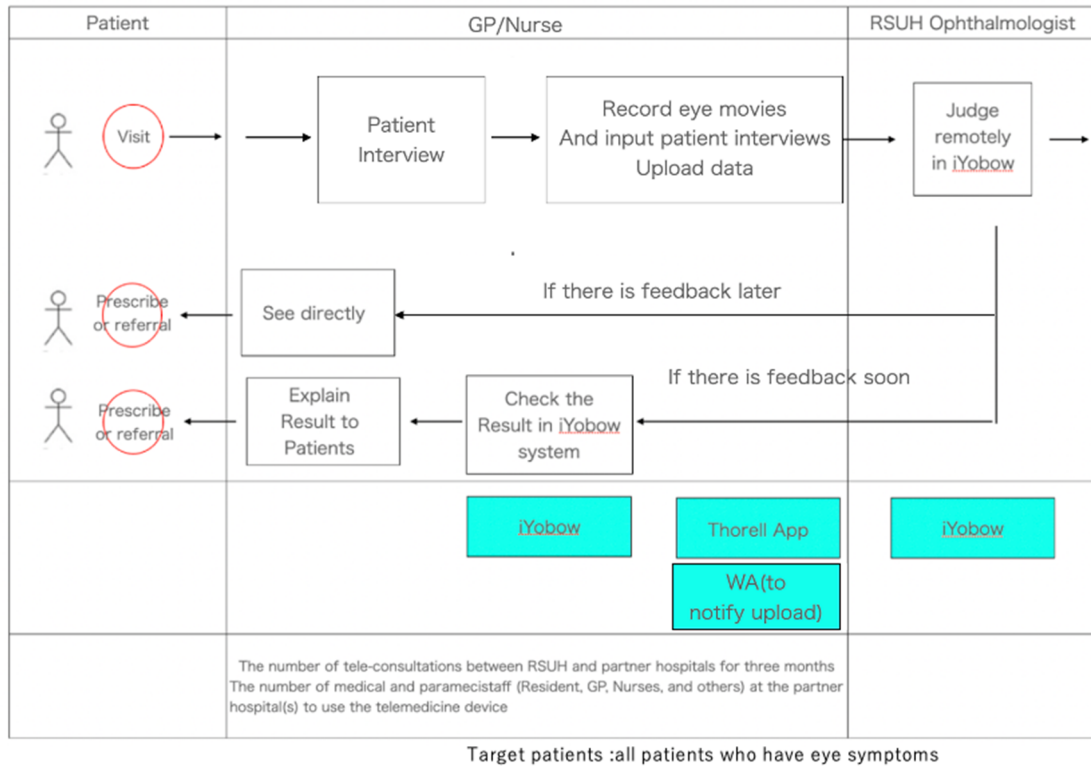 Patient
GP/Nurse
RSUH Ophthalmologist
Visit
Patient
Interview
Record eye movies
And input patient interviews
Upload data
Judge
remotely
in iYobow
Prescribe
or referral
See directly
If there is feedback later
Prescribe
or referral
Explain
Result to
Patients
Check the
Result in iYobow
system
If there is feedback soon
iYobow
Thorell App
iYobow
WA(to
notify upload)
The number of tele-consultations between RSUH and partner hospitals for three months
The number of medical and paramecistaff (Resident, GP, Nurses, and others) at the partner
hospital(s) to use the telemedicine device
Target patients :all patients who have eye symptoms